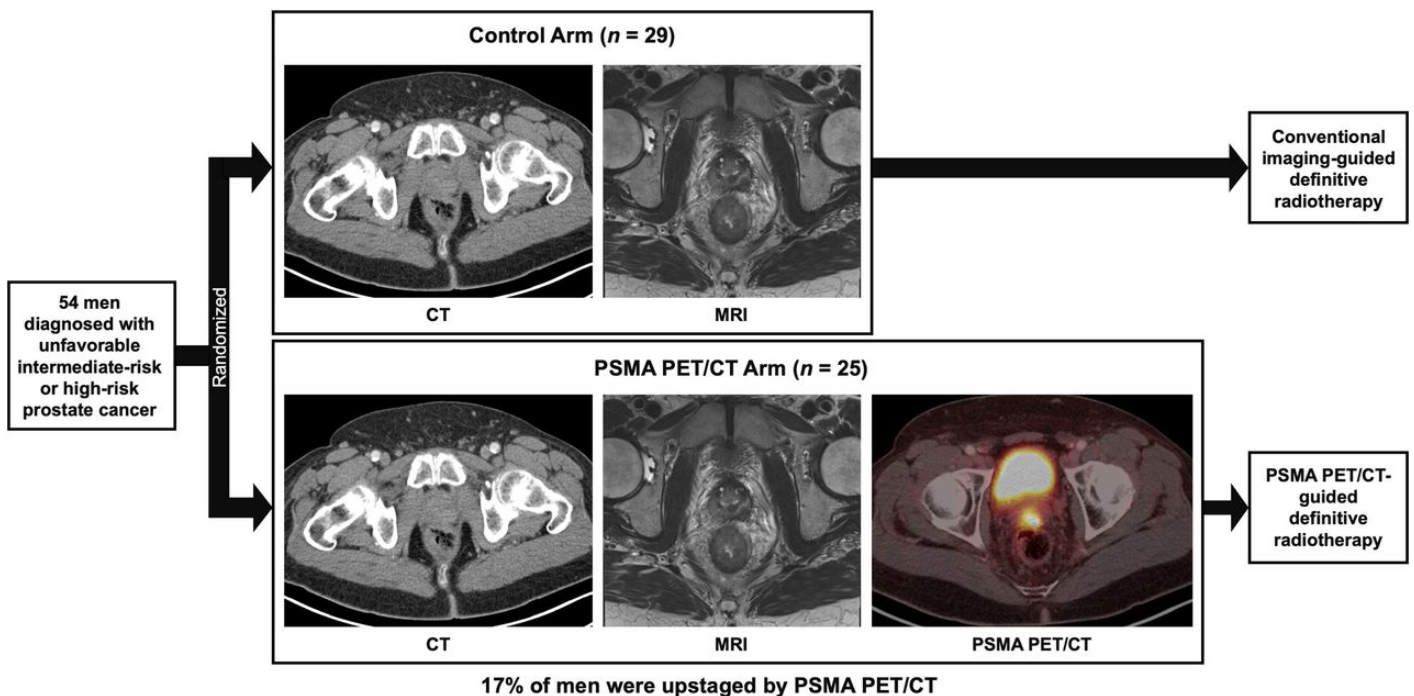 Control Arm (n = 29)
CT
MRI
Conventional
imaging-guided
definitive
radiotherapy
54 men
diagnosed with
unfavorable
intermediate-risk
or high-risk
prostate cancer
Randomized
PSMA PET/CT Arm (n = 25)
CT
MRI
PSMA PET/CT
PSMA PET/CT-
guided
definitive
radiotherapy
17% of men were upstaged by PSMA PET/CT